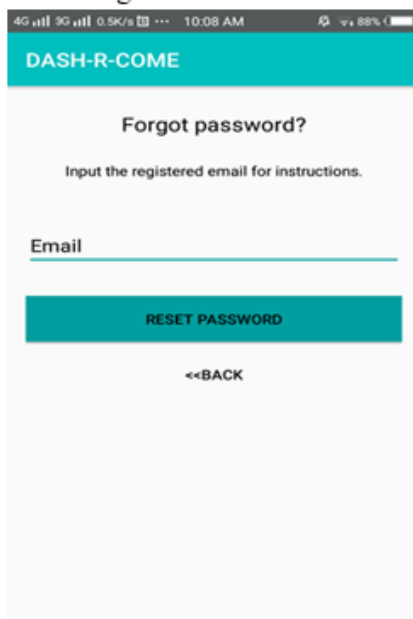 4G 3G 0.5K/s ··· 10:08 AM 88%
DASH-R-COME
Forgot password?
Input the registered email for instructions.
Email
RESET PASSWORD
<<BACK